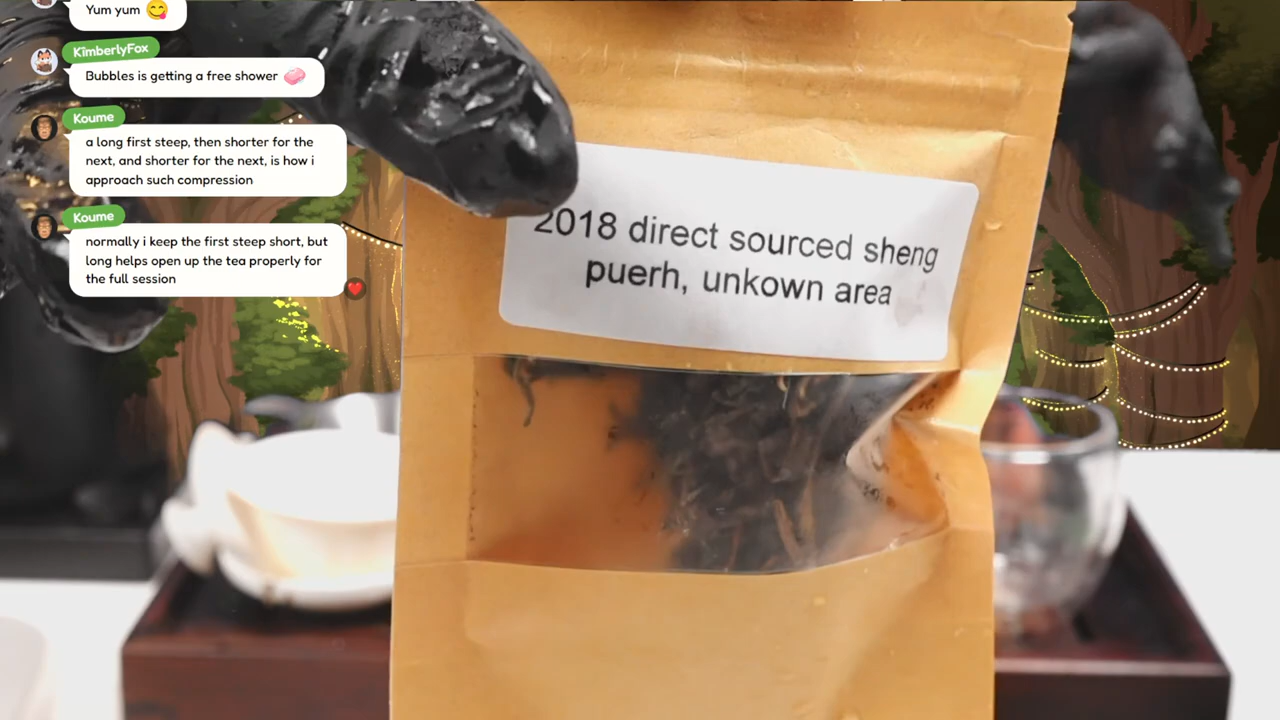 Yum yum 😋
KimberlyFox
Bubbles is getting a free shower 🧼
Koume
a long first steep, then shorter for the
next, and shorter for the next, is how i
approach such compression
Koume
normally i keep the first steep short, but
long helps open up the tea properly for
the full session
2018 direct sourced sheng
puerh, unkown area